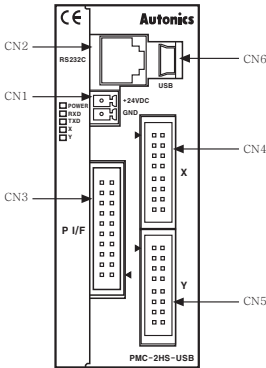 CE Autonics
CN2
RS232C
USB
CN6
CN1
+24VDC
GND
POWER
RXD
TXD
X
Y
CN4
X
CN3
P I/F
Y
CN5
PMC-2HS-USB